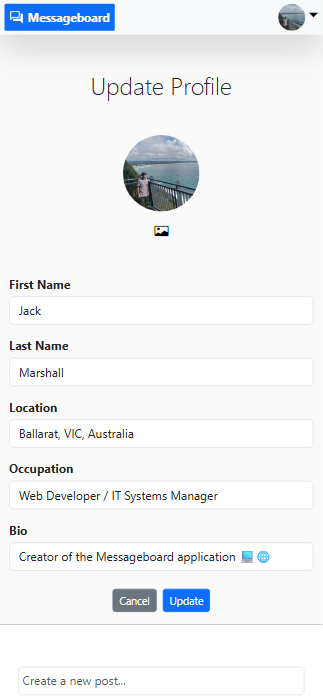 Messageboard
Update Profile
First Name
Jack
Last Name
Marshall
Location
Ballarat, VIC, Australia
Occupation
Web Developer / IT Systems Manager
Bio
Creator of the Messageboard application 💻 🌐
Cancel Update
Create a new post...